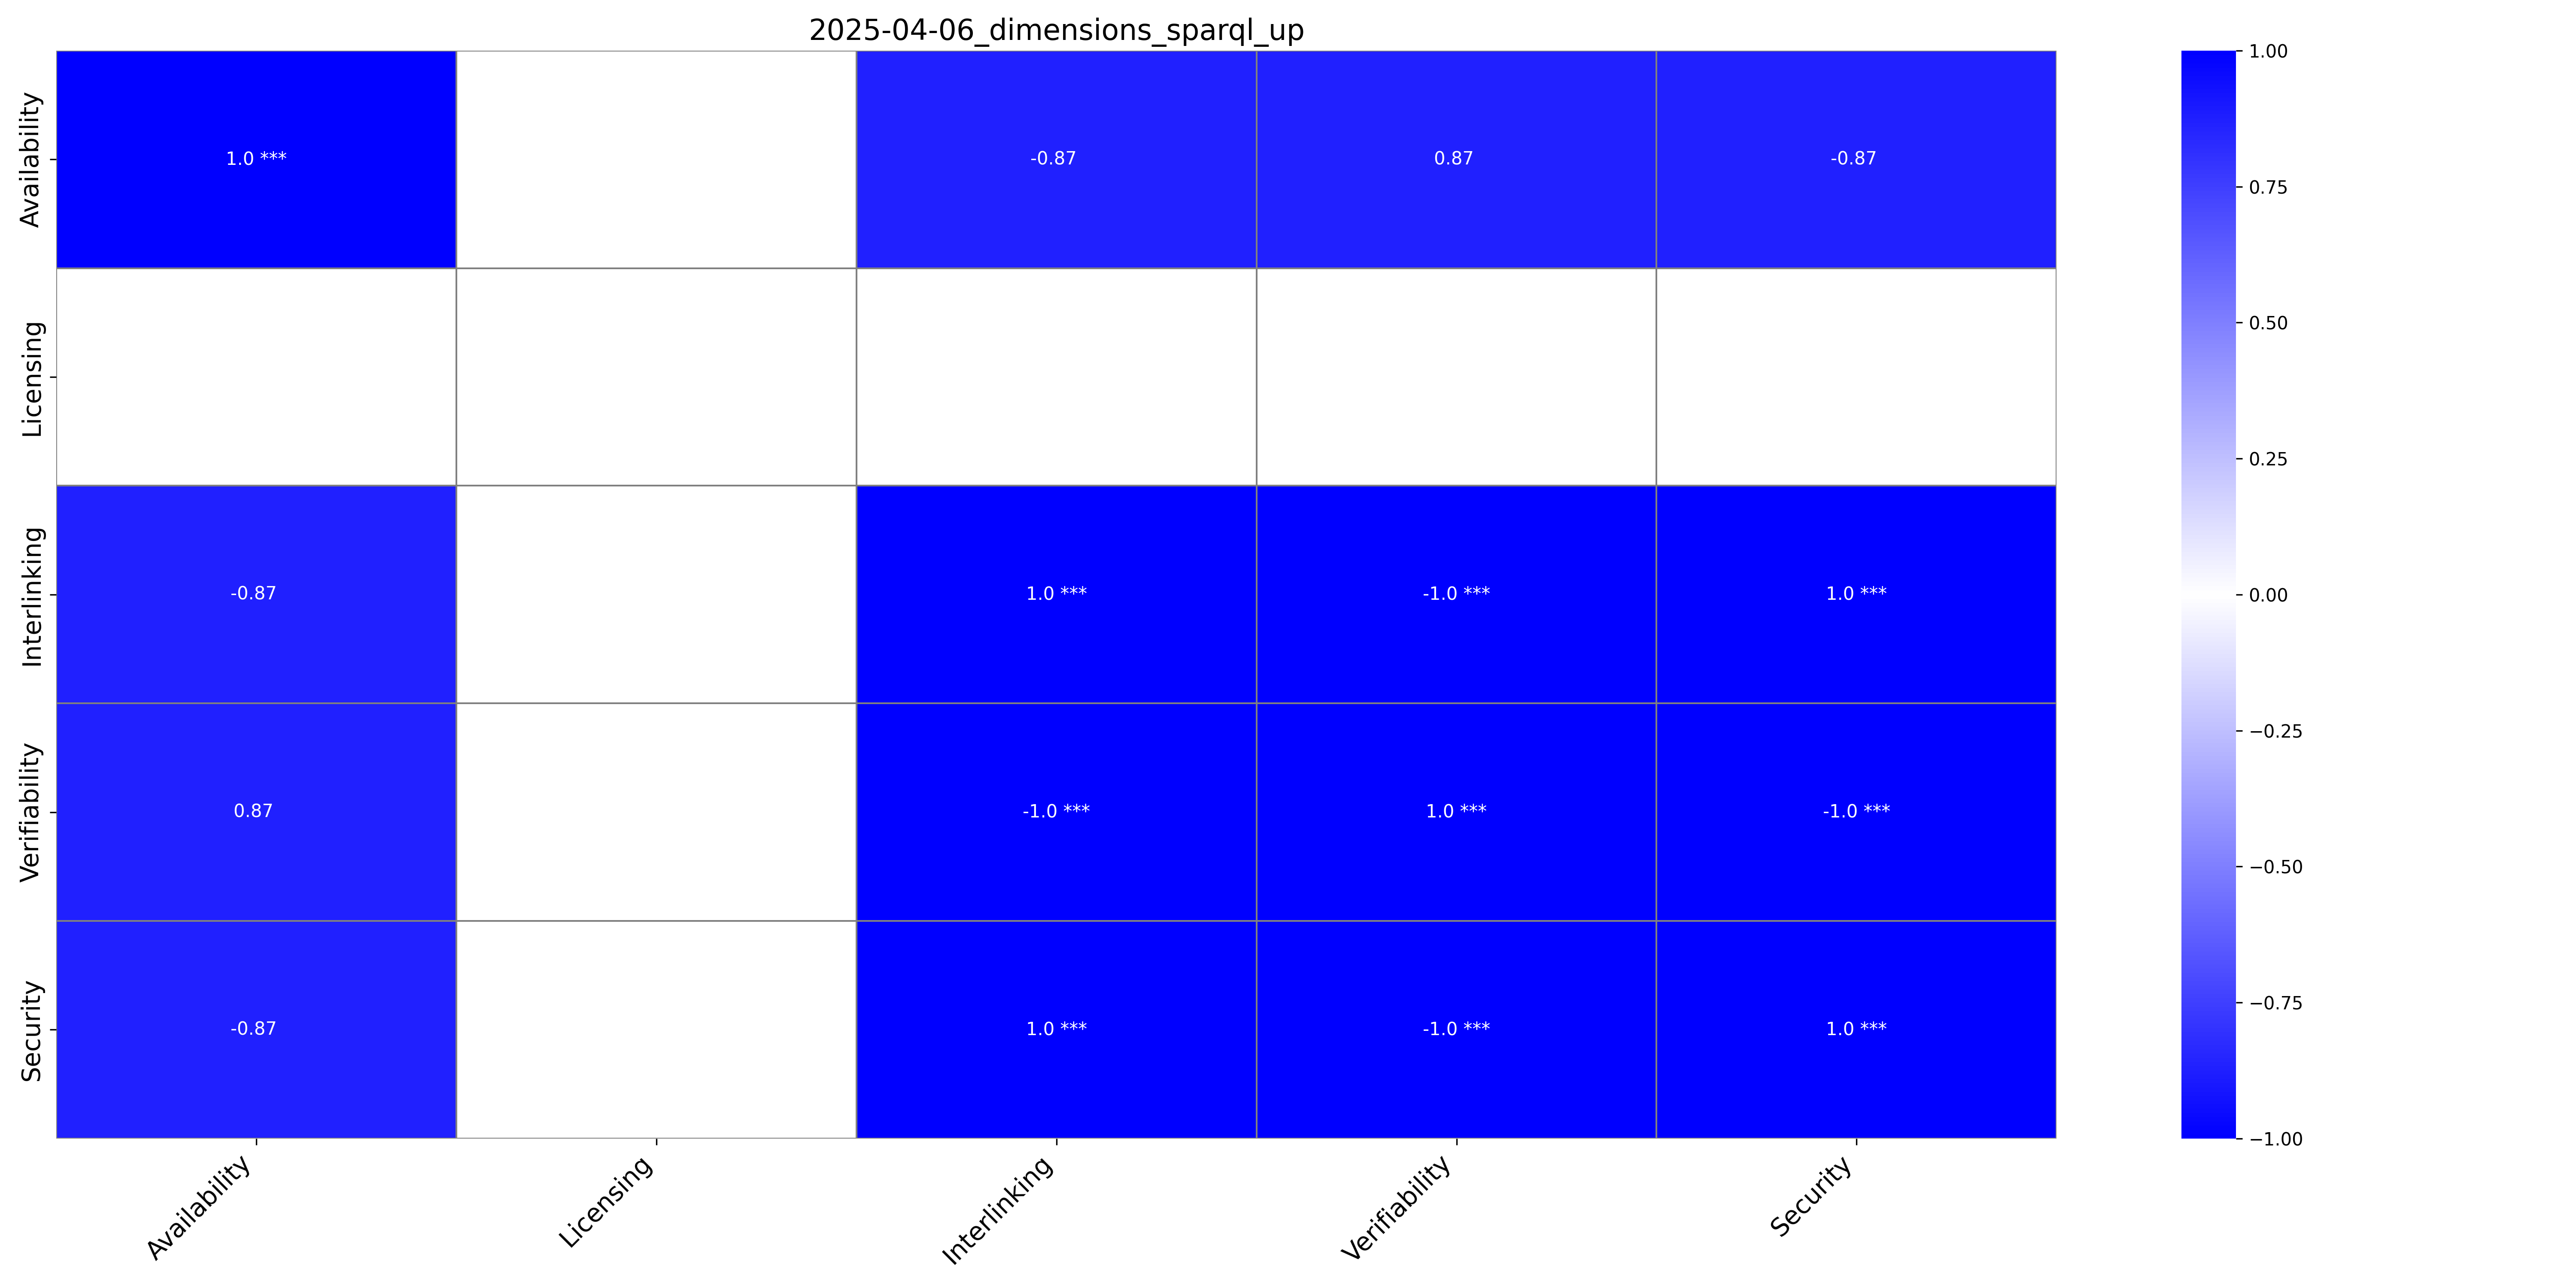 2025-04-06_dimensions_sparql_up
Availability
1.0 ***
-0.87
0.87
-0.87
Licensing
Interlinking
-0.87
1.0 ***
-1.0 ***
1.0 ***
Verifiability
0.87
-1.0 ***
1.0 ***
-1.0 ***
Security
-0.87
1.0 ***
-1.0 ***
1.0 ***
Availability
Licensing
Interlinking
Verifiability
Security
1.00
0.75
0.50
0.25
0.00
−0.25
−0.50
−0.75
−1.00